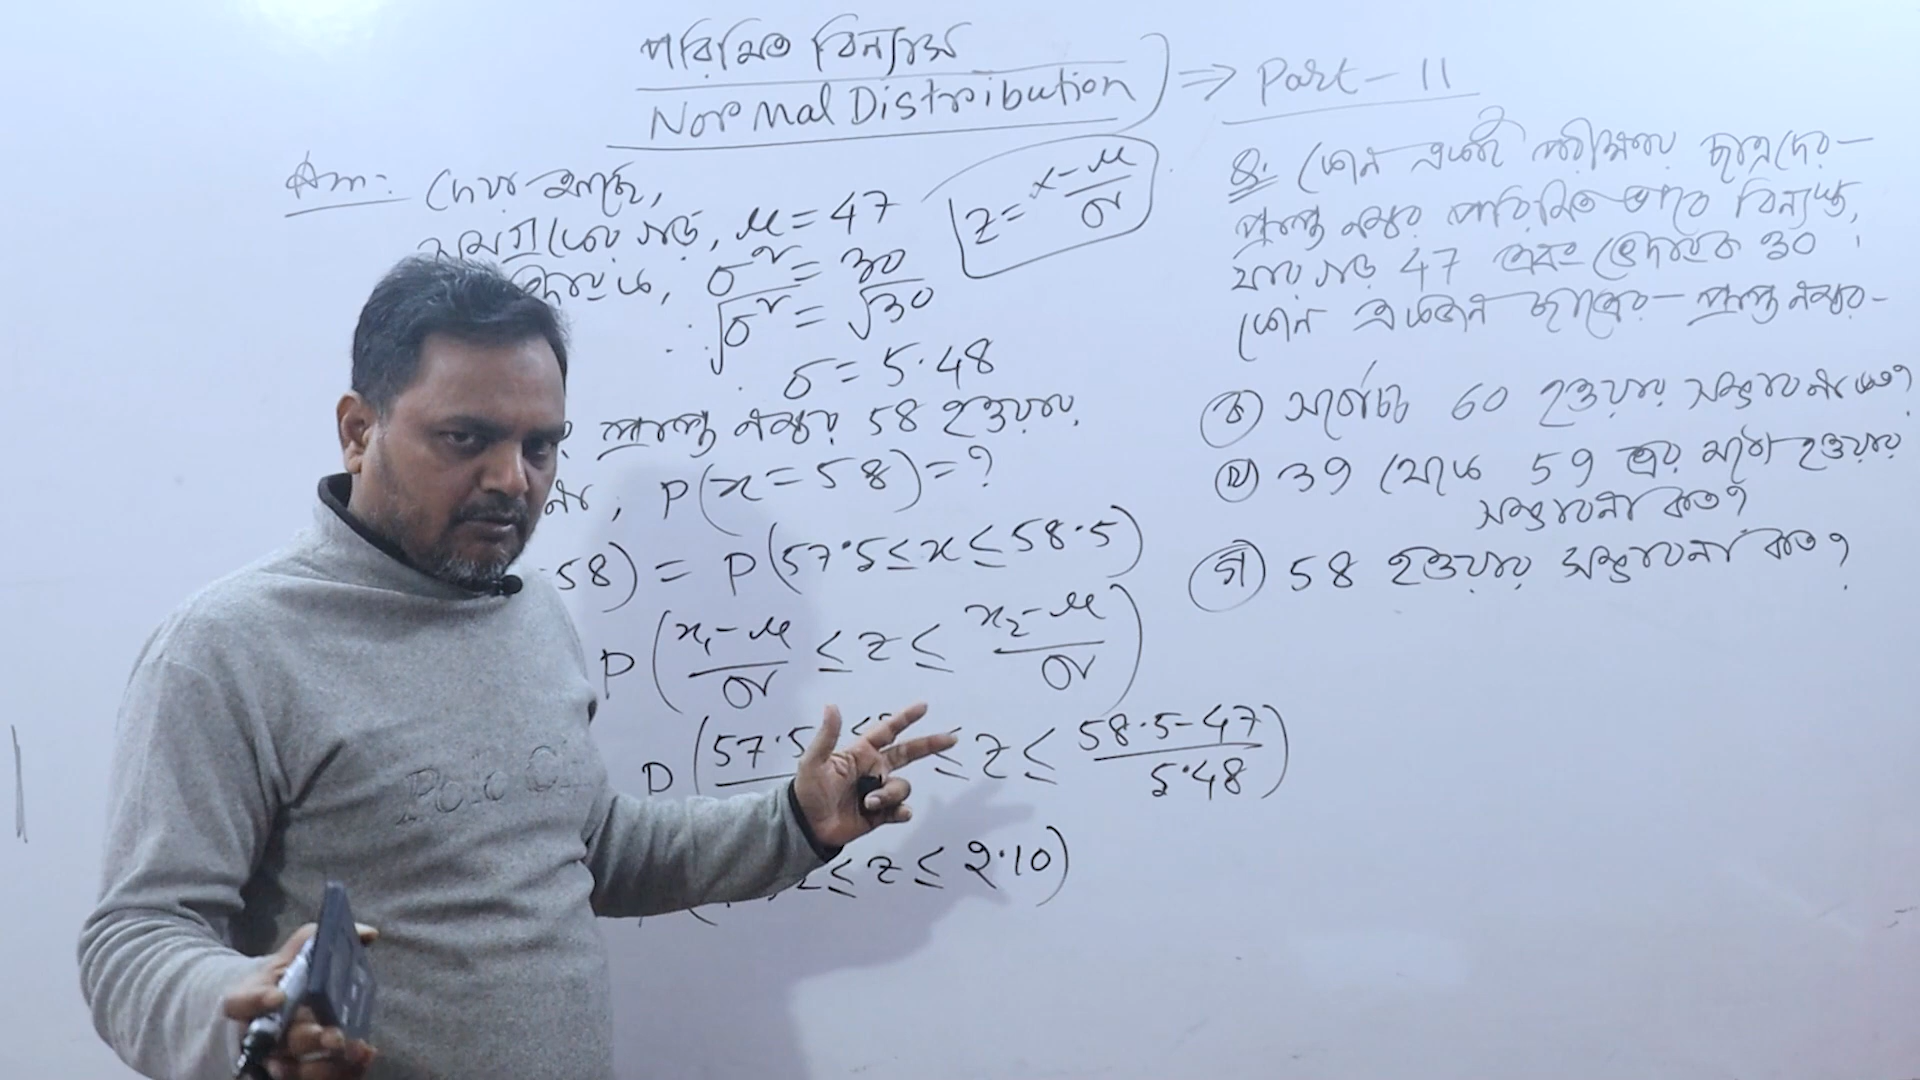 পরিমিত বিন্যাস
Normal Distribution ) ⇒ Part - 11
Ans: দেয়া আছে,
গড়, μ = 47
σ² = 30
∴ √σ² = √30
∴ σ = 5.48
প্রাপ্ত নম্বর 58 হওয়ার
P(x = 58) = ?
58) = P(57.5 ≤ x ≤ 58.5)
P(x₁-μ/σ ≤ z ≤ x₂-μ/σ)
P(57.5 ≤ z ≤ 58.5-47/5.48)
≤ z ≤ 2.10)
z = x-μ/σ
Q: কোন একটি পরীক্ষায় ছাত্রদের
প্রাপ্ত নম্বর পরিমিত ভাবে বিন্যস্ত,
যার গড় 47 এবং ভেদাংক 30।
কোন একজন ছাত্রের প্রাপ্ত নম্বর-
(ক) সর্বোচ্চ 60 হওয়ার সম্ভাবনা কত?
(খ) 39 থেকে 59 এর মধ্যে হওয়ার
সম্ভাবনা কত?
(গ) 58 হওয়ার সম্ভাবনা কত?
Polo